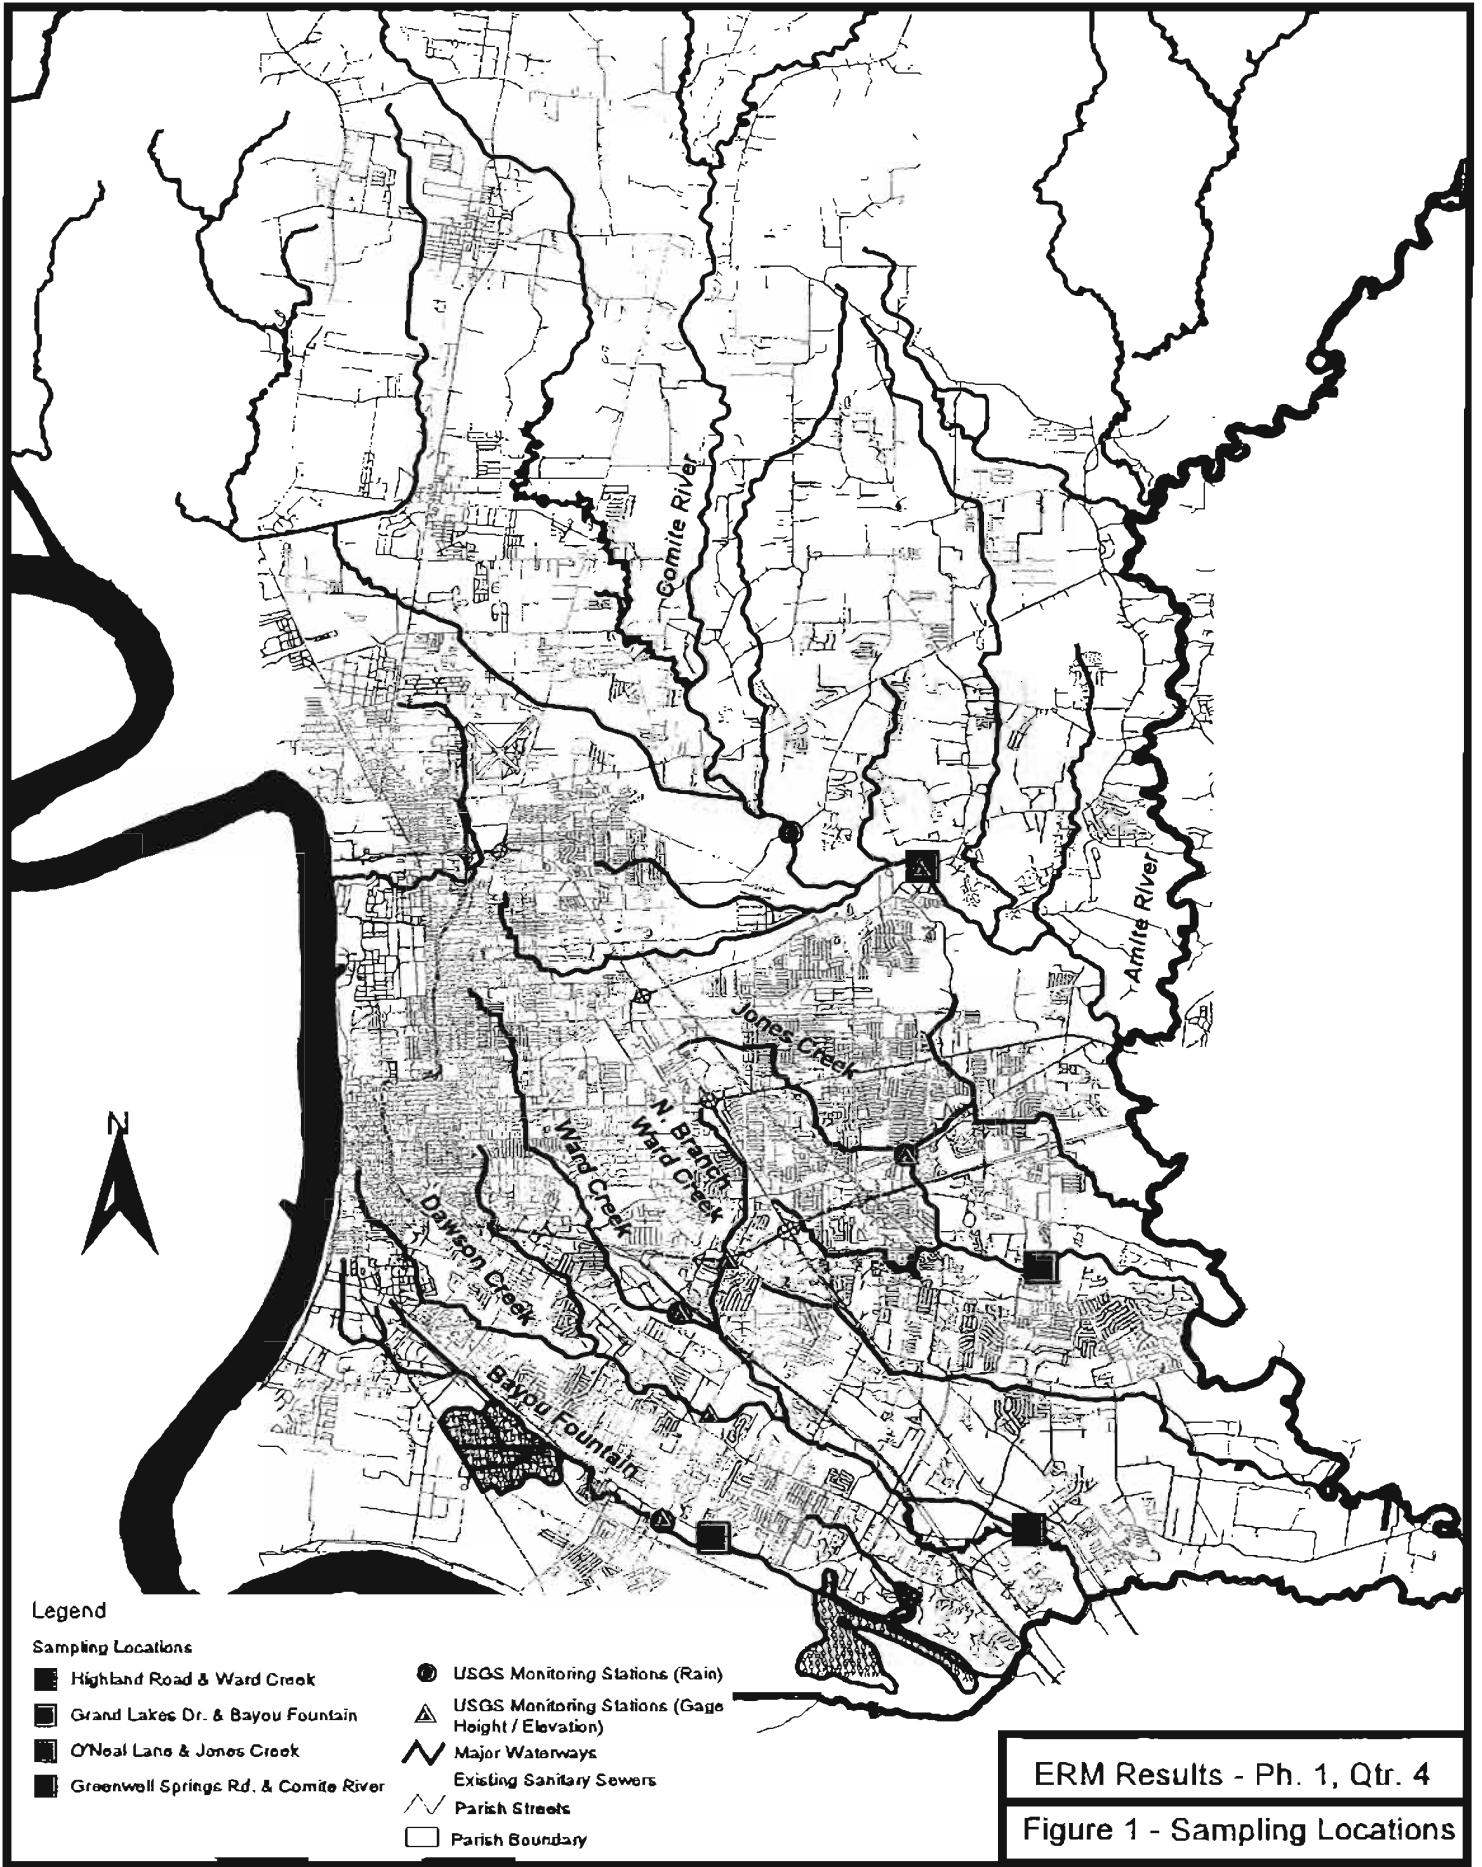 Comite River
Amite River
Jones Creek
N. Branch
Ward Creek
Ward Creek
Dawson Creek
Bayou Fountain
N
Legend
Sampling Locations
Highland Road & Ward Creek
Grand Lakes Dr. & Bayou Fountain
O'Neal Lane & Jones Creek
Greenwell Springs Rd. & Comite River
USGS Monitoring Stations (Rain)
USGS Monitoring Stations (Gage
Height / Elevation)
Major Waterways
Existing Sanitary Sewers
Parish Streets
Parish Boundary
ERM Results - Ph. 1, Qtr. 4
Figure 1 - Sampling Locations